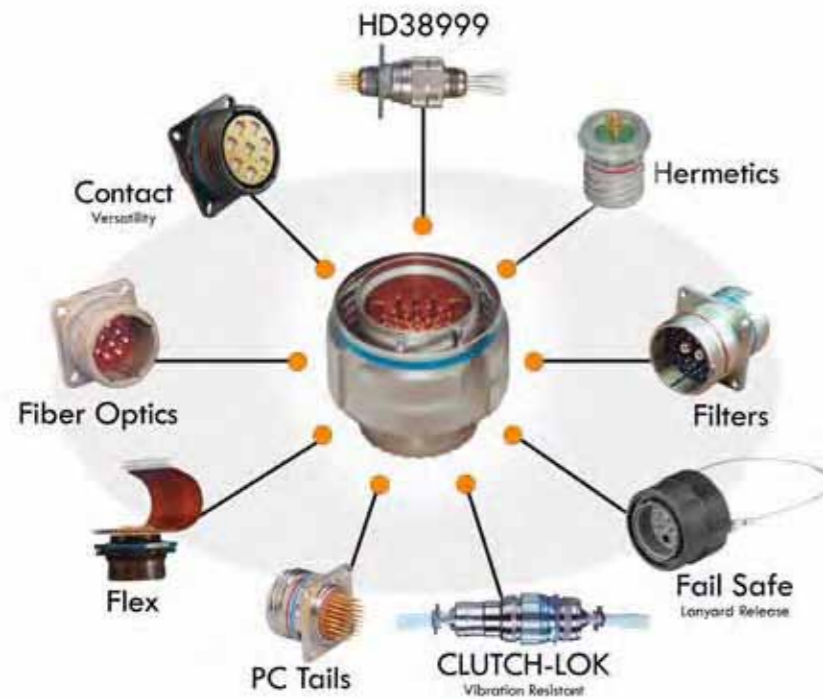 HD38999
Contact
Versatility
Hermetics
Fiber Optics
Filters
Flex
Fail Safe
Lanyard Release
PC Tails
CLUTCH-LOK
Vibration Resistant